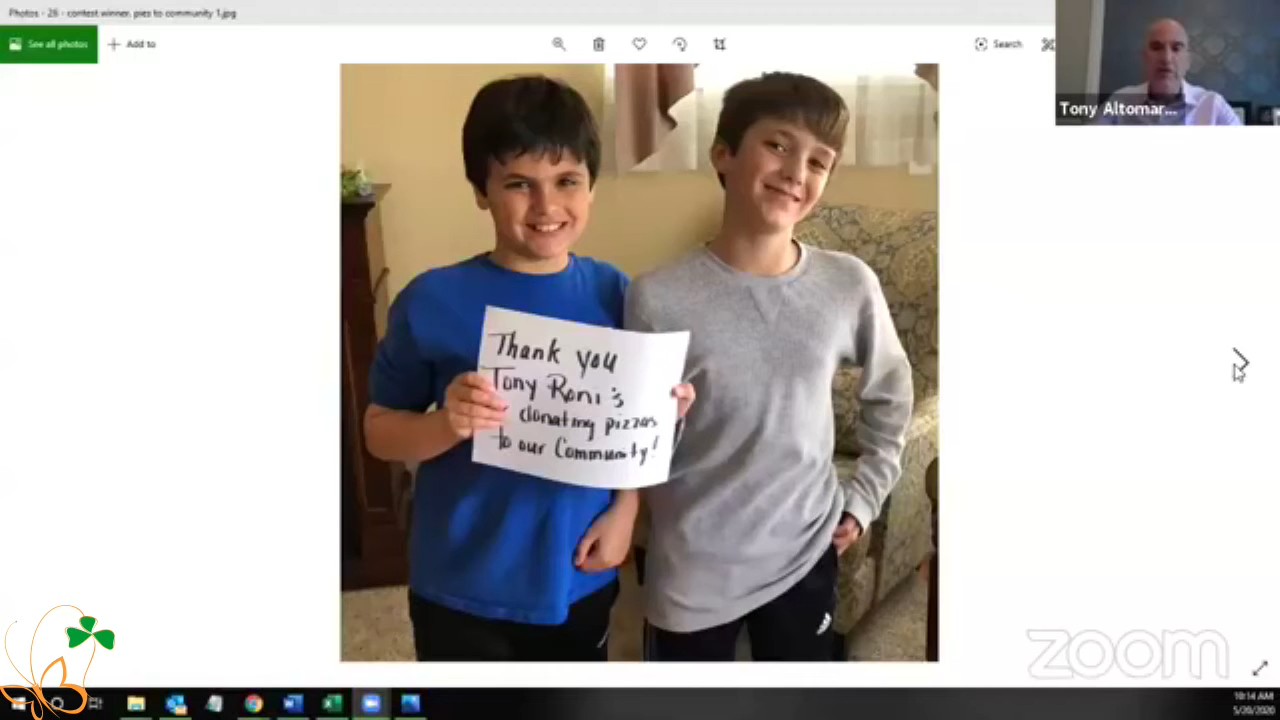 Photos - 26 - contest winner, pies to community 1.jpg
See all photos
Add to
Search
Tony Altomar...
Thank you
Tony Roni's
donating pizzas
to our Community!
zoom
10:14 AM
5/20/2020